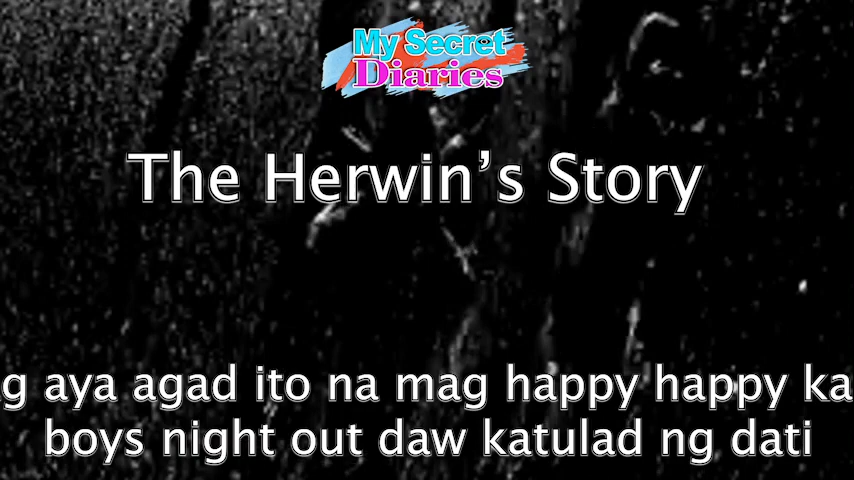 My Secret
Diaries
The Herwin's Story
aya agad ito na mag happy happy
boys night out daw katulad ng dati